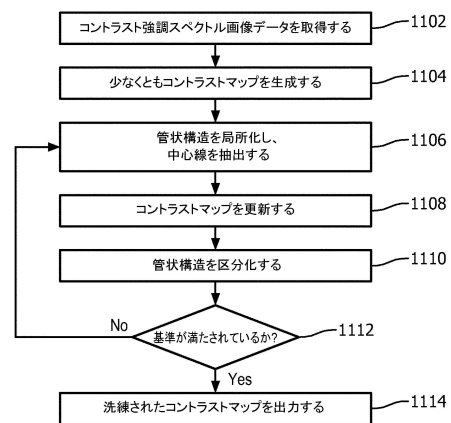 コントラスト強調スペクトル画像データを取得する
1102
少なくともコントラストマップを生成する
1104
管状構造を局所化し、
中心線を抽出する
1106
コントラストマップを更新する
1108
管状構造を区分化する
1110
基準が満たされているか?
1112
No
Yes
洗練されたコントラストマップを出力する
1114